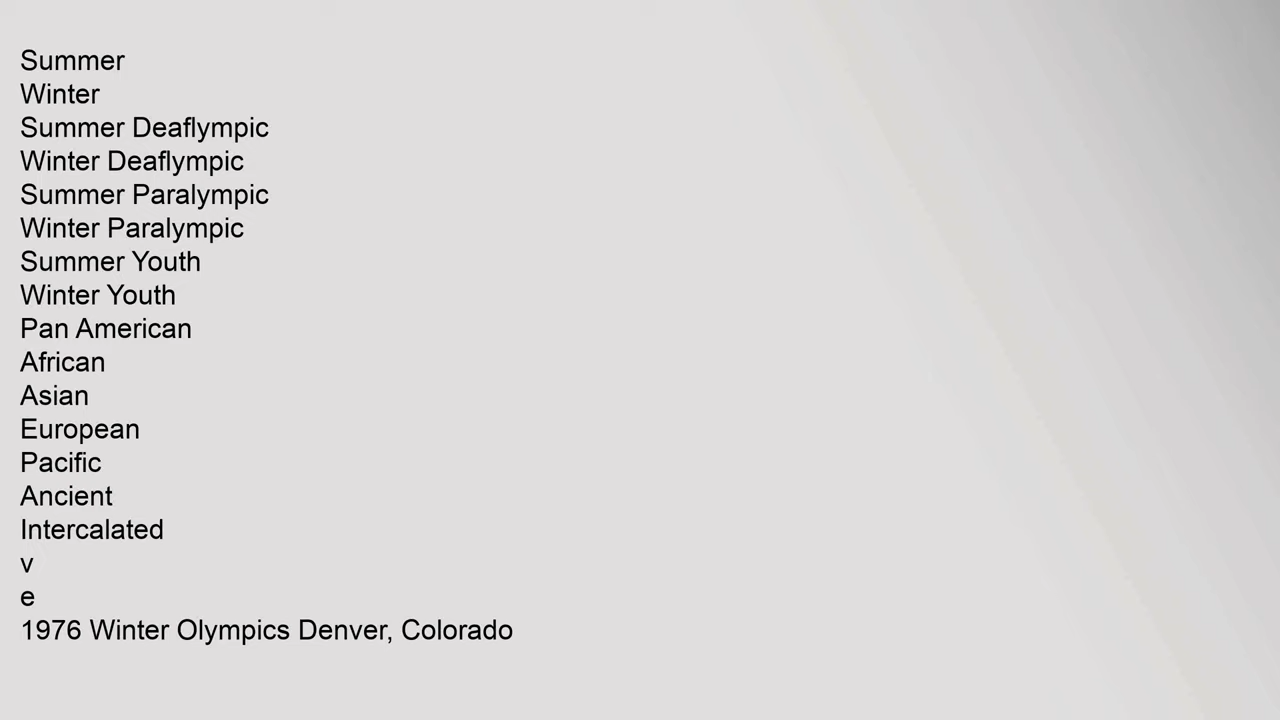 Summer
Winter
Summer Deaflympic
Winter Deaflympic
Summer Paralympic
Winter Paralympic
Summer Youth
Winter Youth
Pan American
African
Asian
European
Pacific
Ancient
Intercalated
v
e
1976 Winter Olympics Denver, Colorado